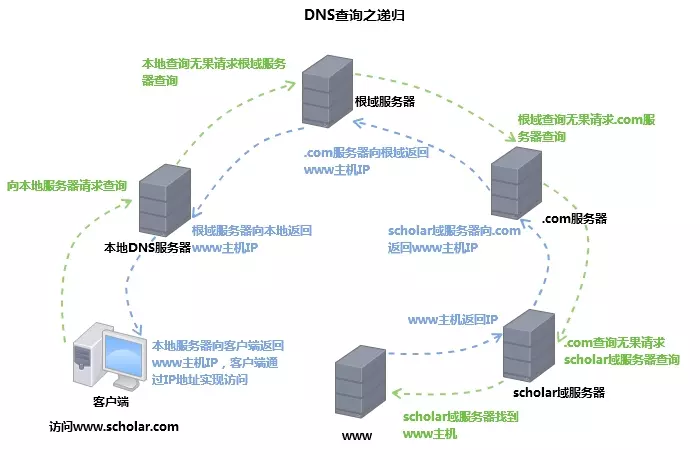 DNS查询之递归
本地查询无果请求根域服务
器查询
根域服务器
根域查询无果请求.com服
务器查询
.com服务器向根域返回
www主机IP
向本地服务器请求查询
.com服务器
本地DNS服务器
根域服务器向本地返回
www主机IP
scholar域服务器向.com
返回www主机IP
www主机返回IP
本地服务器向客户端返回
www主机IP，客户端通
过IP地址实现访问
.com查询无果请求
scholar域服务器查询
客户端
scholar域服务器
访问www.scholar.com
www
scholar域服务器找到
www主机